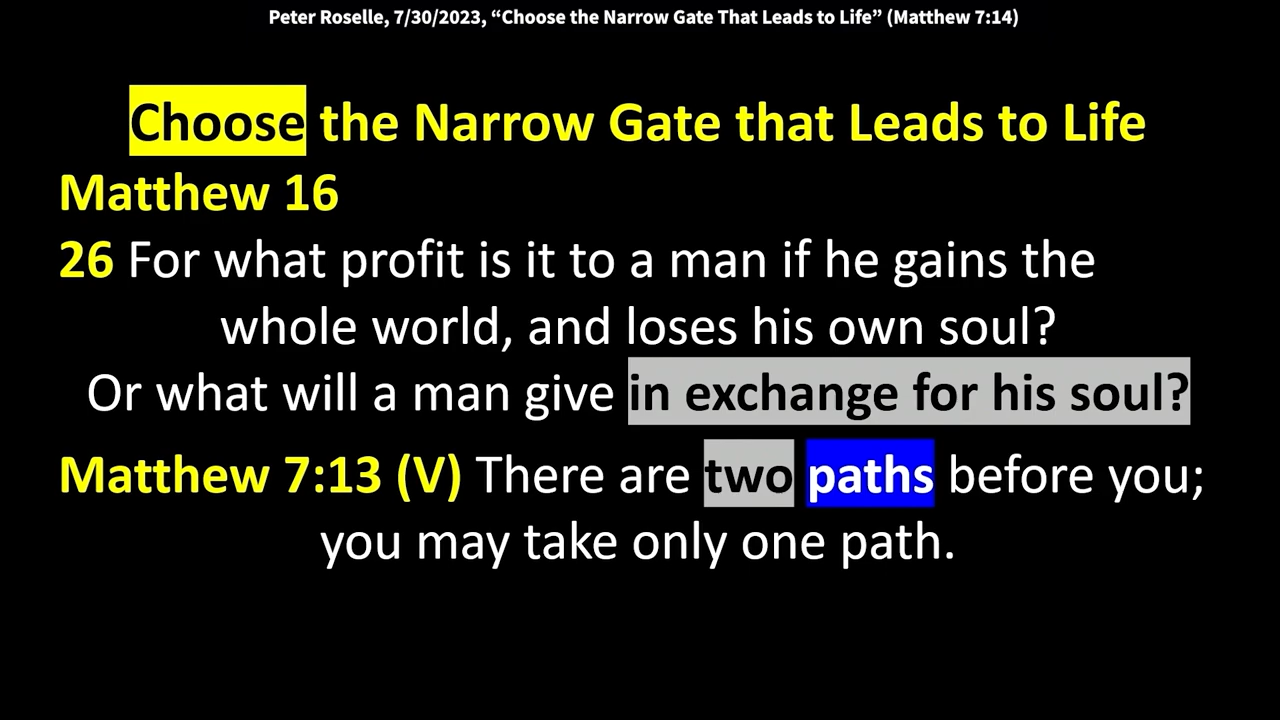 Peter Roselle, 7/30/2023, “Choose the Narrow Gate That Leads to Life” (Matthew 7:14)
Choose the Narrow Gate that Leads to Life
Matthew 16
26 For what profit is it to a man if he gains the
whole world, and loses his own soul?
Or what will a man give in exchange for his soul?
Matthew 7:13 (V) There are two paths before you;
you may take only one path.